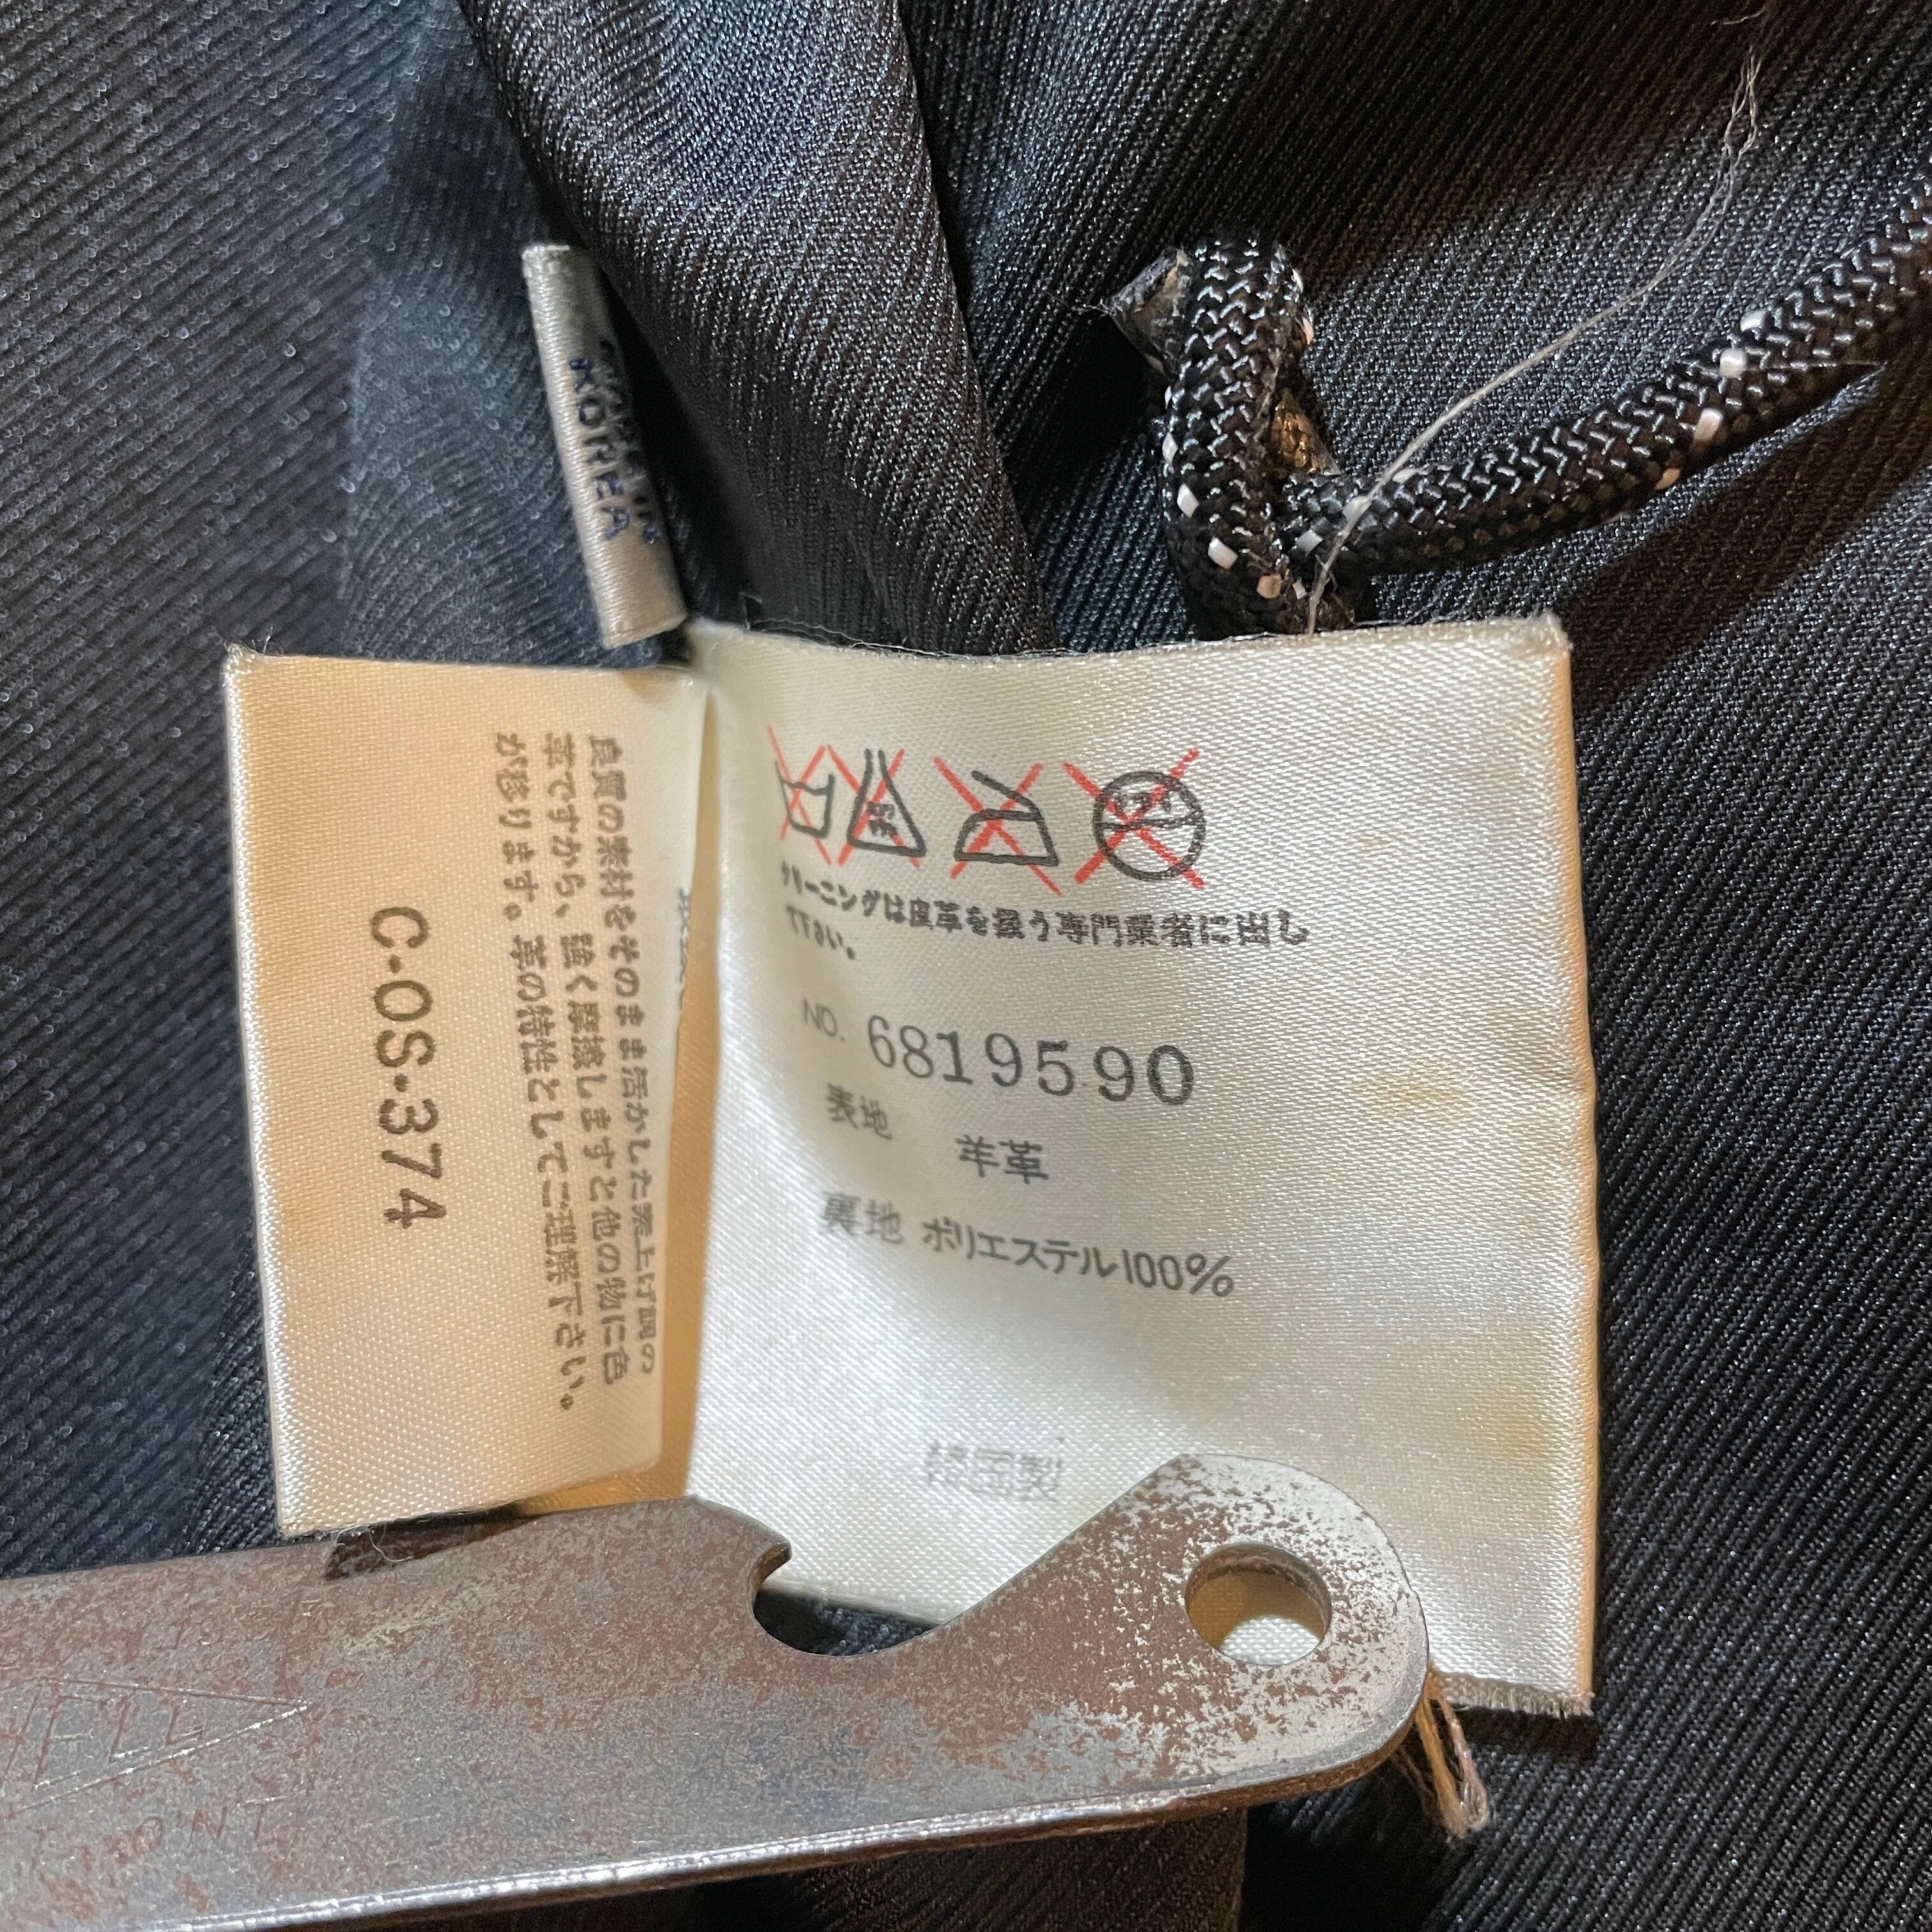 MADE IN
KOREA
良質の素材をそのまま活かした素上げ調の
革ですから、強く摩擦しますと他の物に色
が移ります。革の特性としてご理解下さい。
C-OS-374
クリーニングは皮革を扱う専門業者に出し
て下さい。
NO. 6819590
表地
羊革
裏地 ポリエステル100%
韓国製